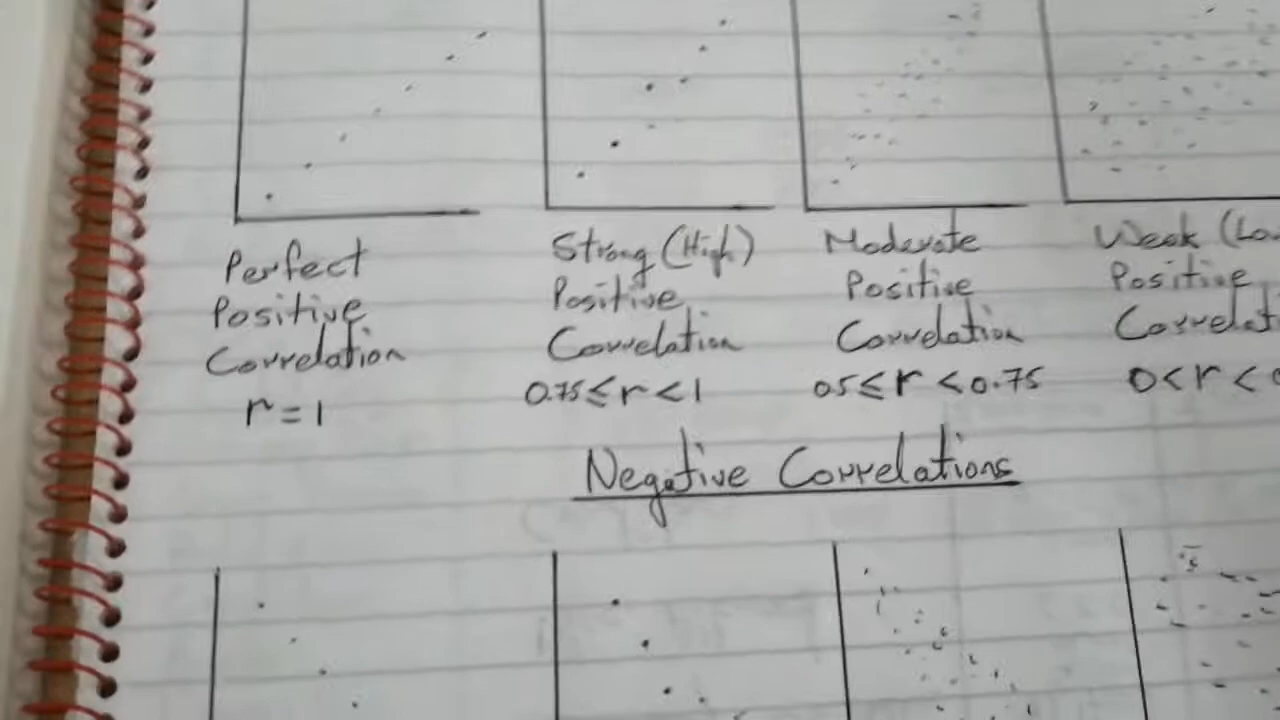 Perfect
Positive
Correlation
r = 1
Strong (High)
Positive
Correlation
0.75 ≤ r < 1
Moderate
Positive
Correlation
0.5 ≤ r < 0.75
Weak
Positive
0 < r <
Negative Correlations